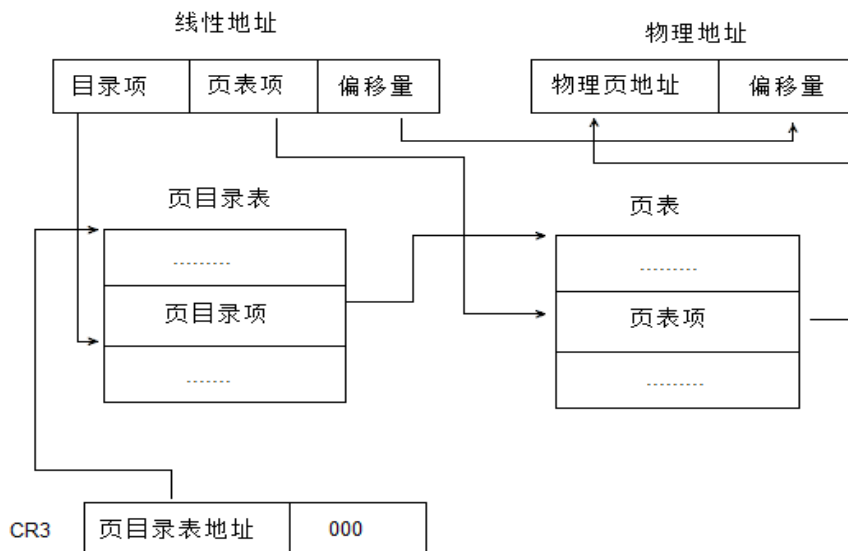 线性地址
物理地址
目录项 页表项 偏移量
物理页地址 偏移量
页目录表
页表
.........
.........
页目录项
页表项
.......
.........
CR3 页目录表地址 000